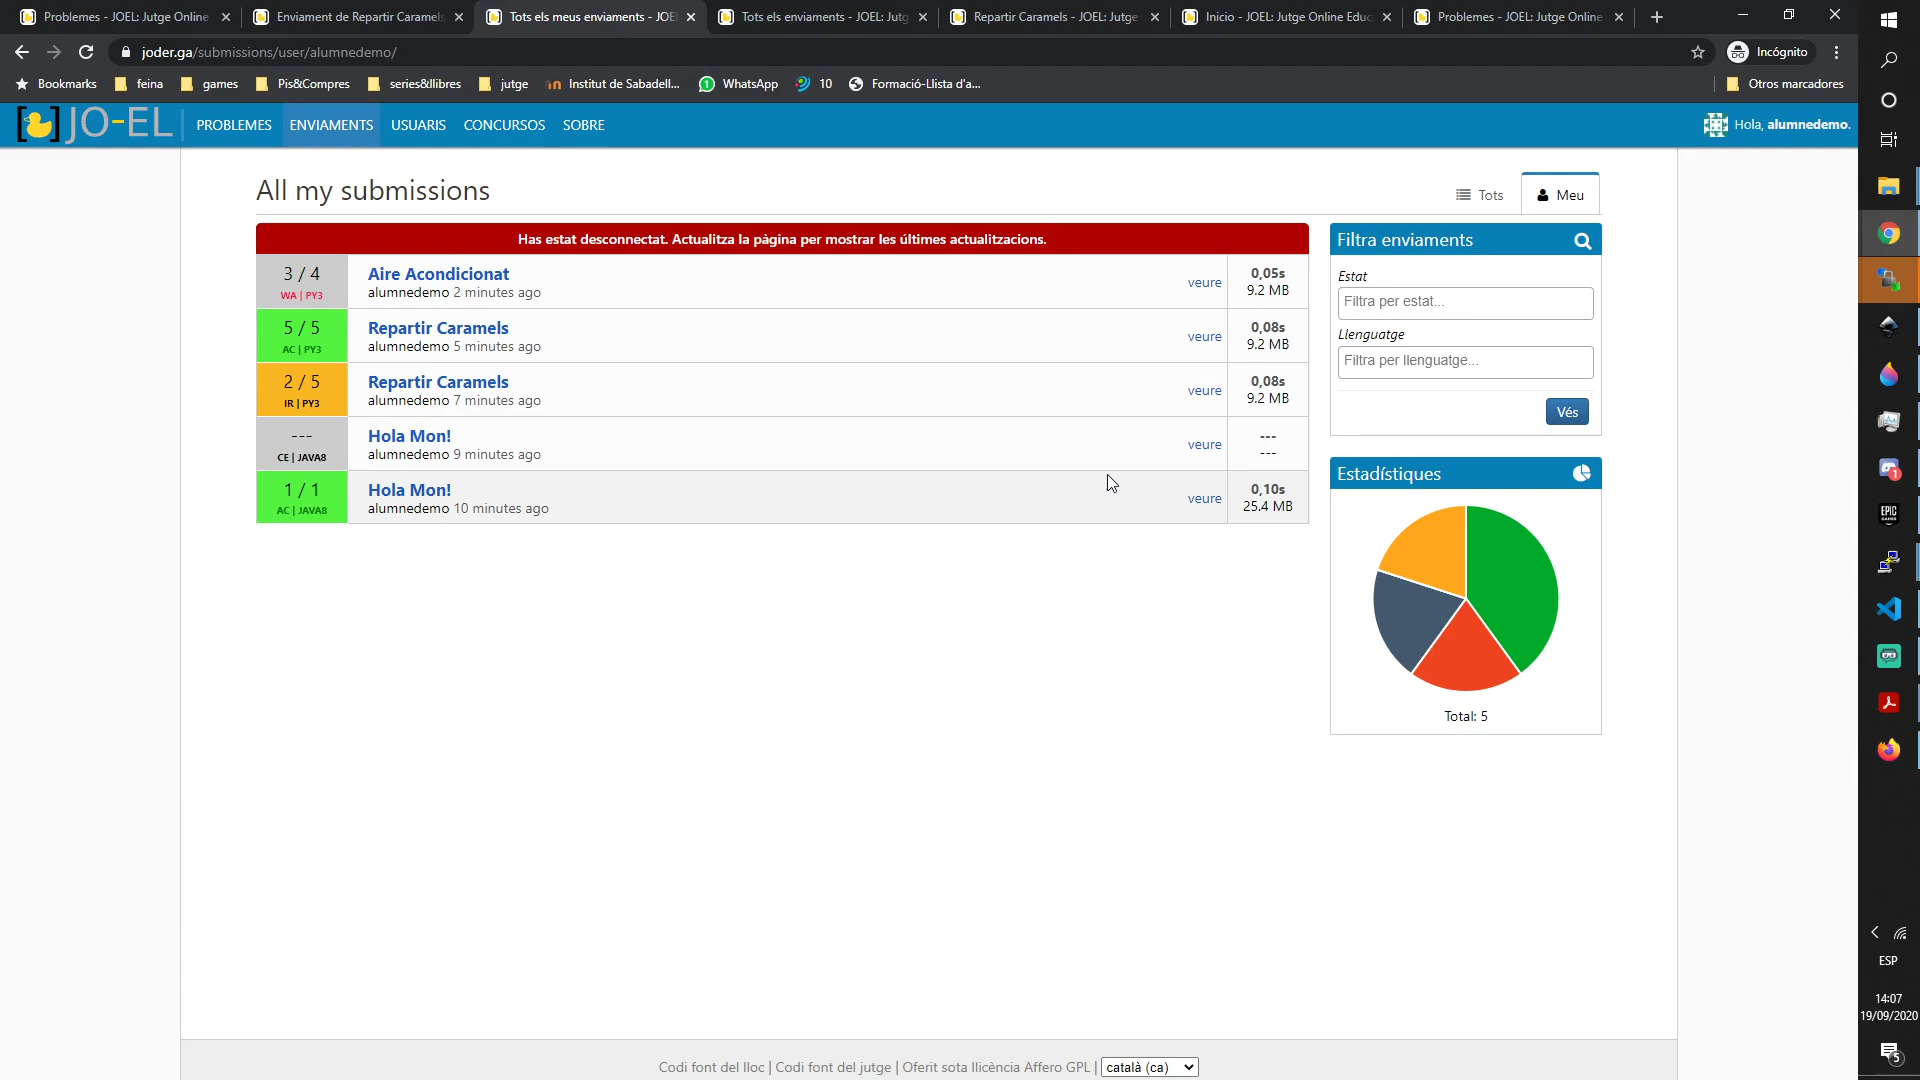 Problemes - JOEL: Jutge Online
Enviament de Repartir Caramels
Tots els meus enviaments - JOE
Tots els enviaments - JOEL: Jutg
Repartir Caramels - JOEL: Jutge
Inicio - JOEL: Jutge Online Educ
Problemes - JOEL: Jutge Online
joder.ga/submissions/user/alumnedemo/
Incógnito
Bookmarks feina games Pis&Compres series&llibres jutge Institut de Sabadell... WhatsApp 10 Formació-Llista d'a... Otros marcadores
[ ] JO-EL PROBLEMES ENVIAMENTS USUARIS CONCURSOS SOBRE Hola, alumnedemo.
All my submissions
Tots Meu
Has estat desconnectat. Actualitza la pàgina per mostrar les últimes actualitzacions.
3 / 4 Aire Acondicionat veure 0,05s
WA | PY3 alumnedemo 2 minutes ago 9.2 MB
5 / 5 Repartir Caramels veure 0,08s
AC | PY3 alumnedemo 5 minutes ago 9.2 MB
2 / 5 Repartir Caramels veure 0,08s
IR | PY3 alumnedemo 7 minutes ago 9.2 MB
--- Hola Mon! veure ---
CE | JAVA8 alumnedemo 9 minutes ago ---
1 / 1 Hola Mon! veure 0,10s
AC | JAVA8 alumnedemo 10 minutes ago 25.4 MB
Filtra enviaments
Estat
Filtra per estat...
Llenguatge
Filtra per llenguatge...
Vés
Estadístiques
Total: 5
Codi font del lloc | Codi font del jutge | Oferit sota llicència Affero GPL | català (ca)
1
EPIC
GAMES
ESP
14:07
19/09/2020
5